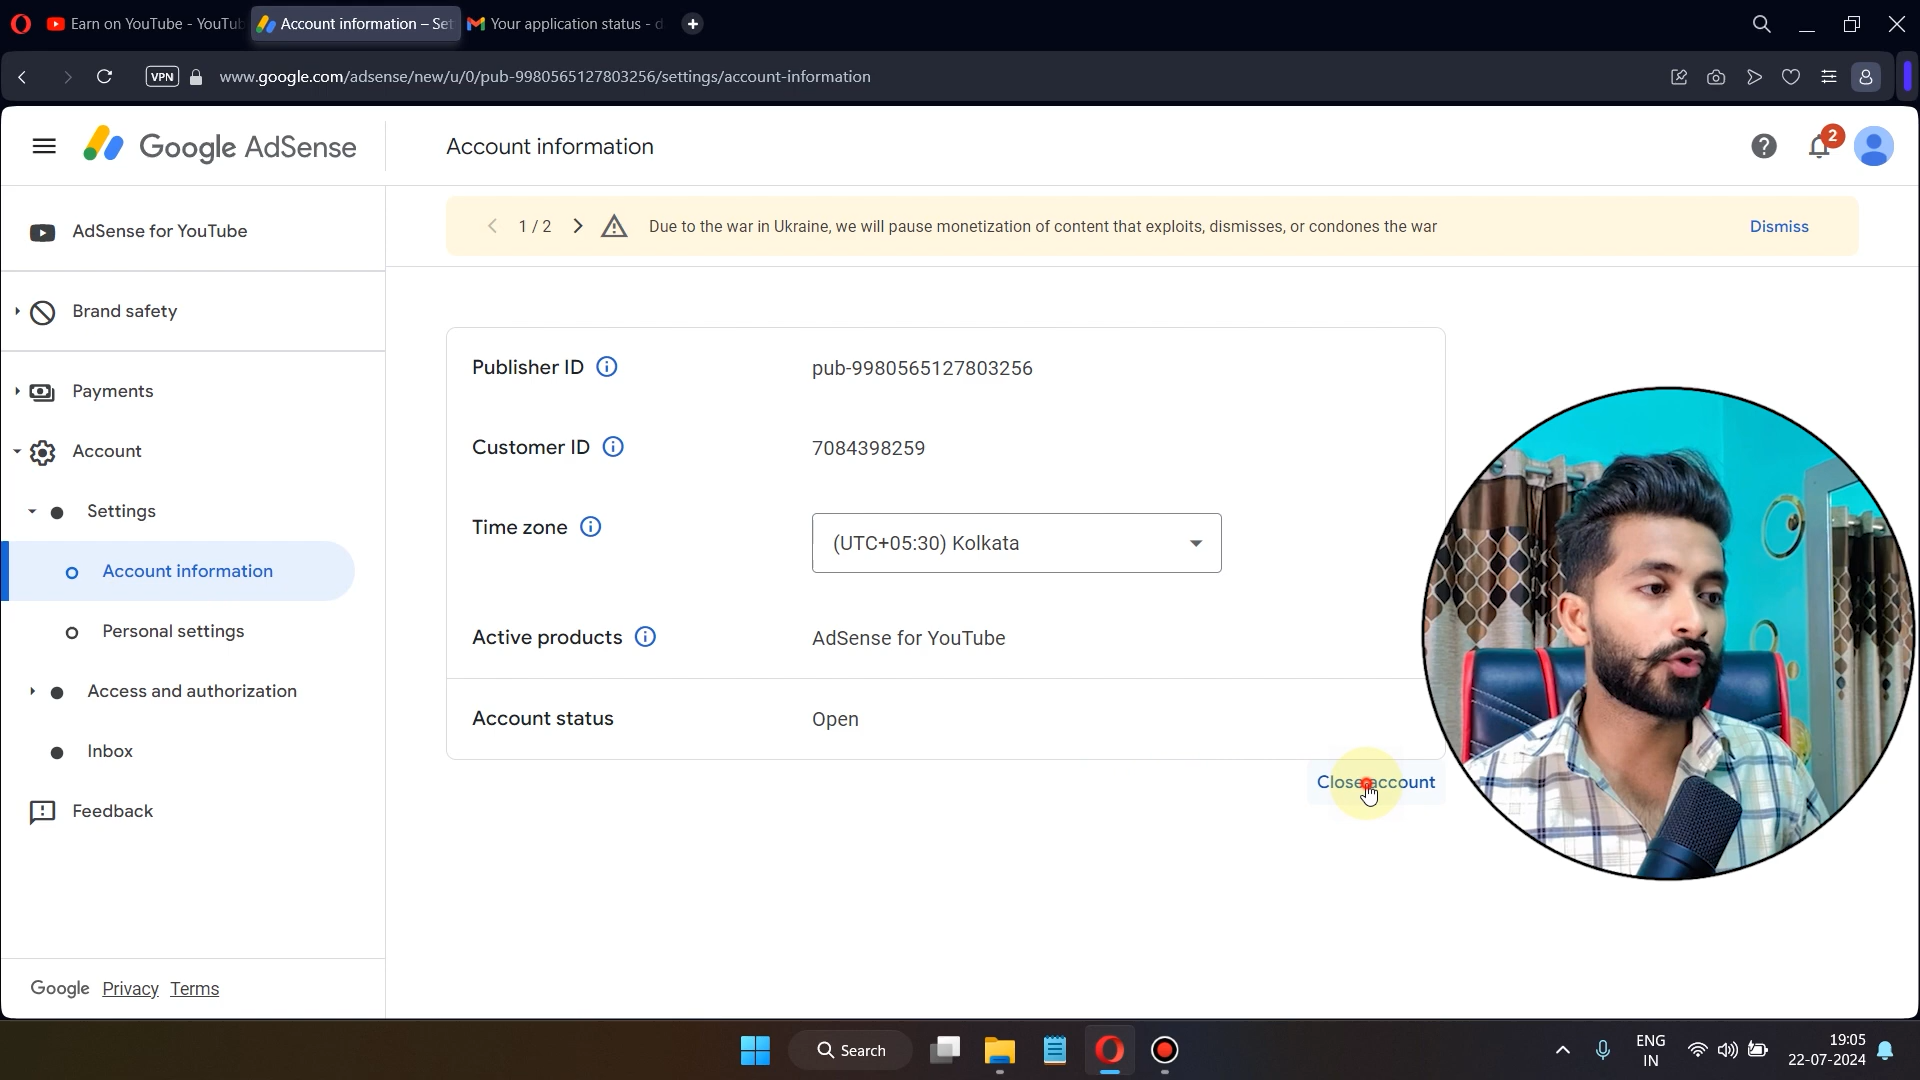 Earn on YouTube - YouTub
Account information – Set
Your application status - d
VPN
www.google.com/adsense/new/u/0/pub-9980565127803256/settings/account-information
Google AdSense
Account information
2
AdSense for YouTube
Brand safety
Payments
Account
Settings
Account information
Personal settings
Access and authorization
Inbox
Feedback
Google Privacy Terms
1 / 2
Due to the war in Ukraine, we will pause monetization of content that exploits, dismisses, or condones the war
Dismiss
Publisher ID
pub-9980565127803256
Customer ID
7084398259
Time zone
(UTC+05:30) Kolkata
Active products
AdSense for YouTube
Account status
Open
Close account
Search
ENG
IN
19:05
22-07-2024